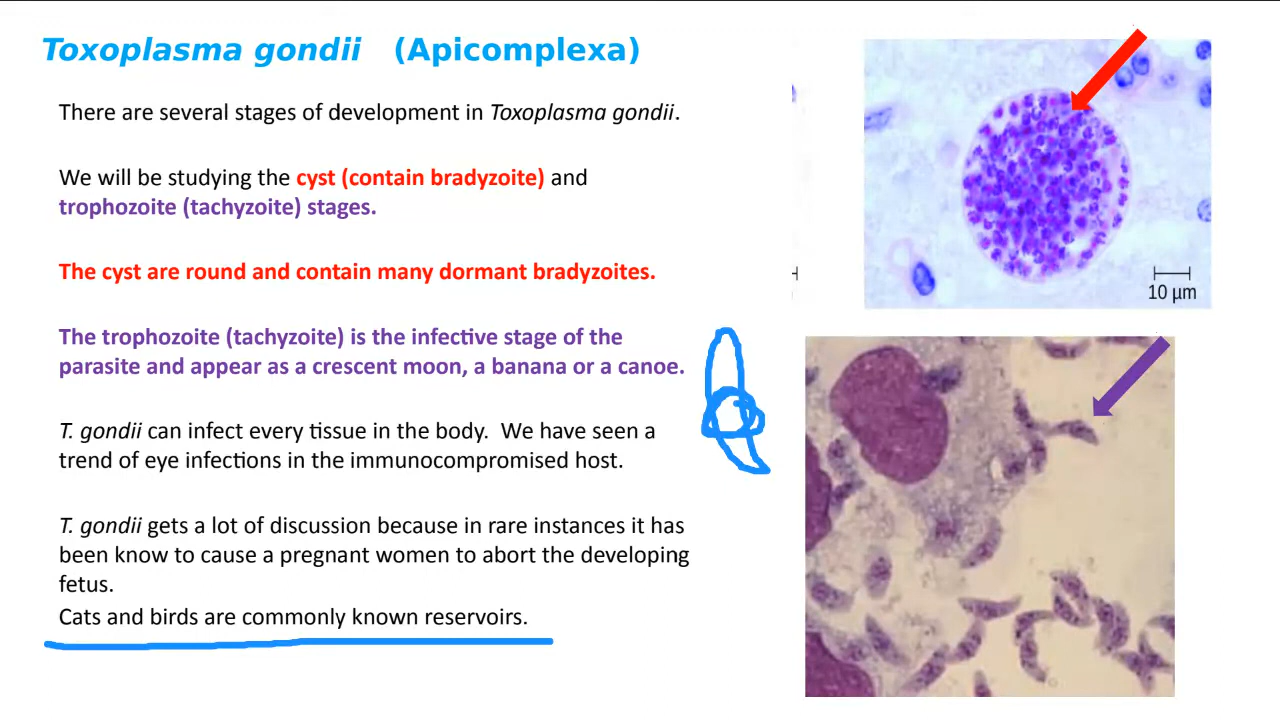 Toxoplasma gondii (Apicomplexa)
There are several stages of development in Toxoplasma gondii.
We will be studying the cyst (contain bradyzoite) and
trophozoite (tachyzoite) stages.
The cyst are round and contain many dormant bradyzoites.
The trophozoite (tachyzoite) is the infective stage of the
parasite and appear as a crescent moon, a banana or a canoe.
T. gondii can infect every tissue in the body. We have seen a
trend of eye infections in the immunocompromised host.
T. gondii gets a lot of discussion because in rare instances it has
been know to cause a pregnant women to abort the developing
fetus.
Cats and birds are commonly known reservoirs.
10 µm